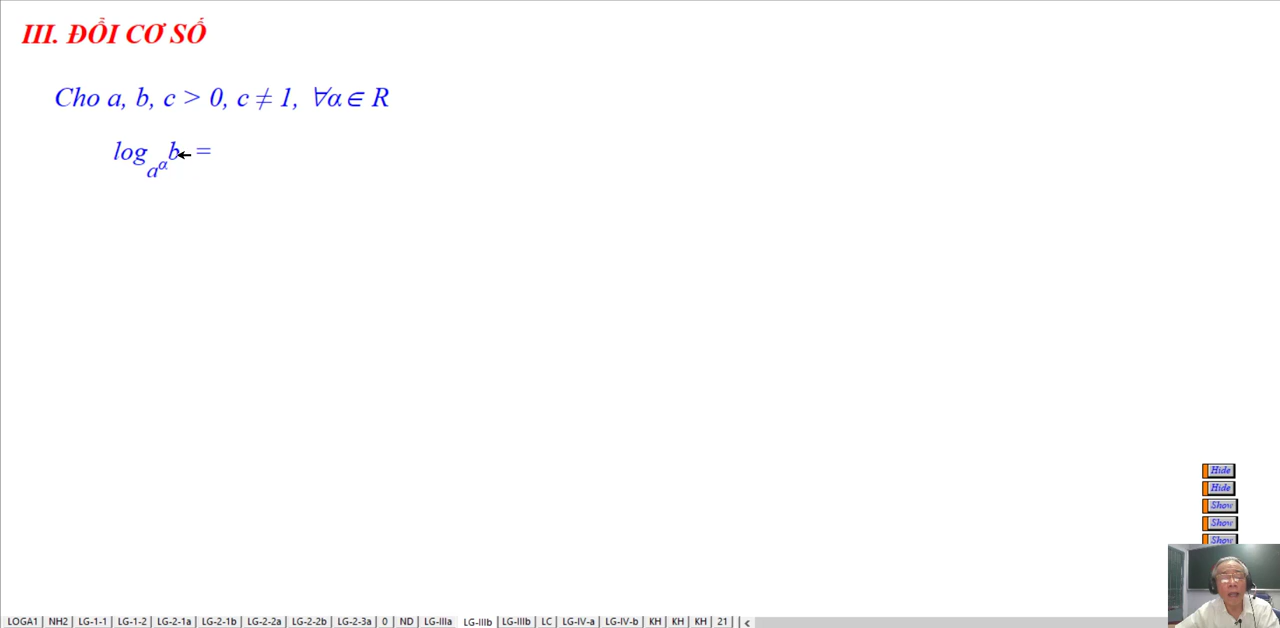 III. ĐỔI CƠ SỐ
Cho a, b, c > 0, c ≠ 1, ∀α ∈ R
log_{a^α} b =
Hide
Hide
Show
Show
Show
LOGA1 NH2 LG-1-1 LG-1-2 LG-2-1a LG-2-1b LG-2-2a LG-2-2b LG-2-3a 0 ND LG-IIIa LG-IIIb LG-IIIb LC LG-IV-a LG-IV-b KH KH KH 21